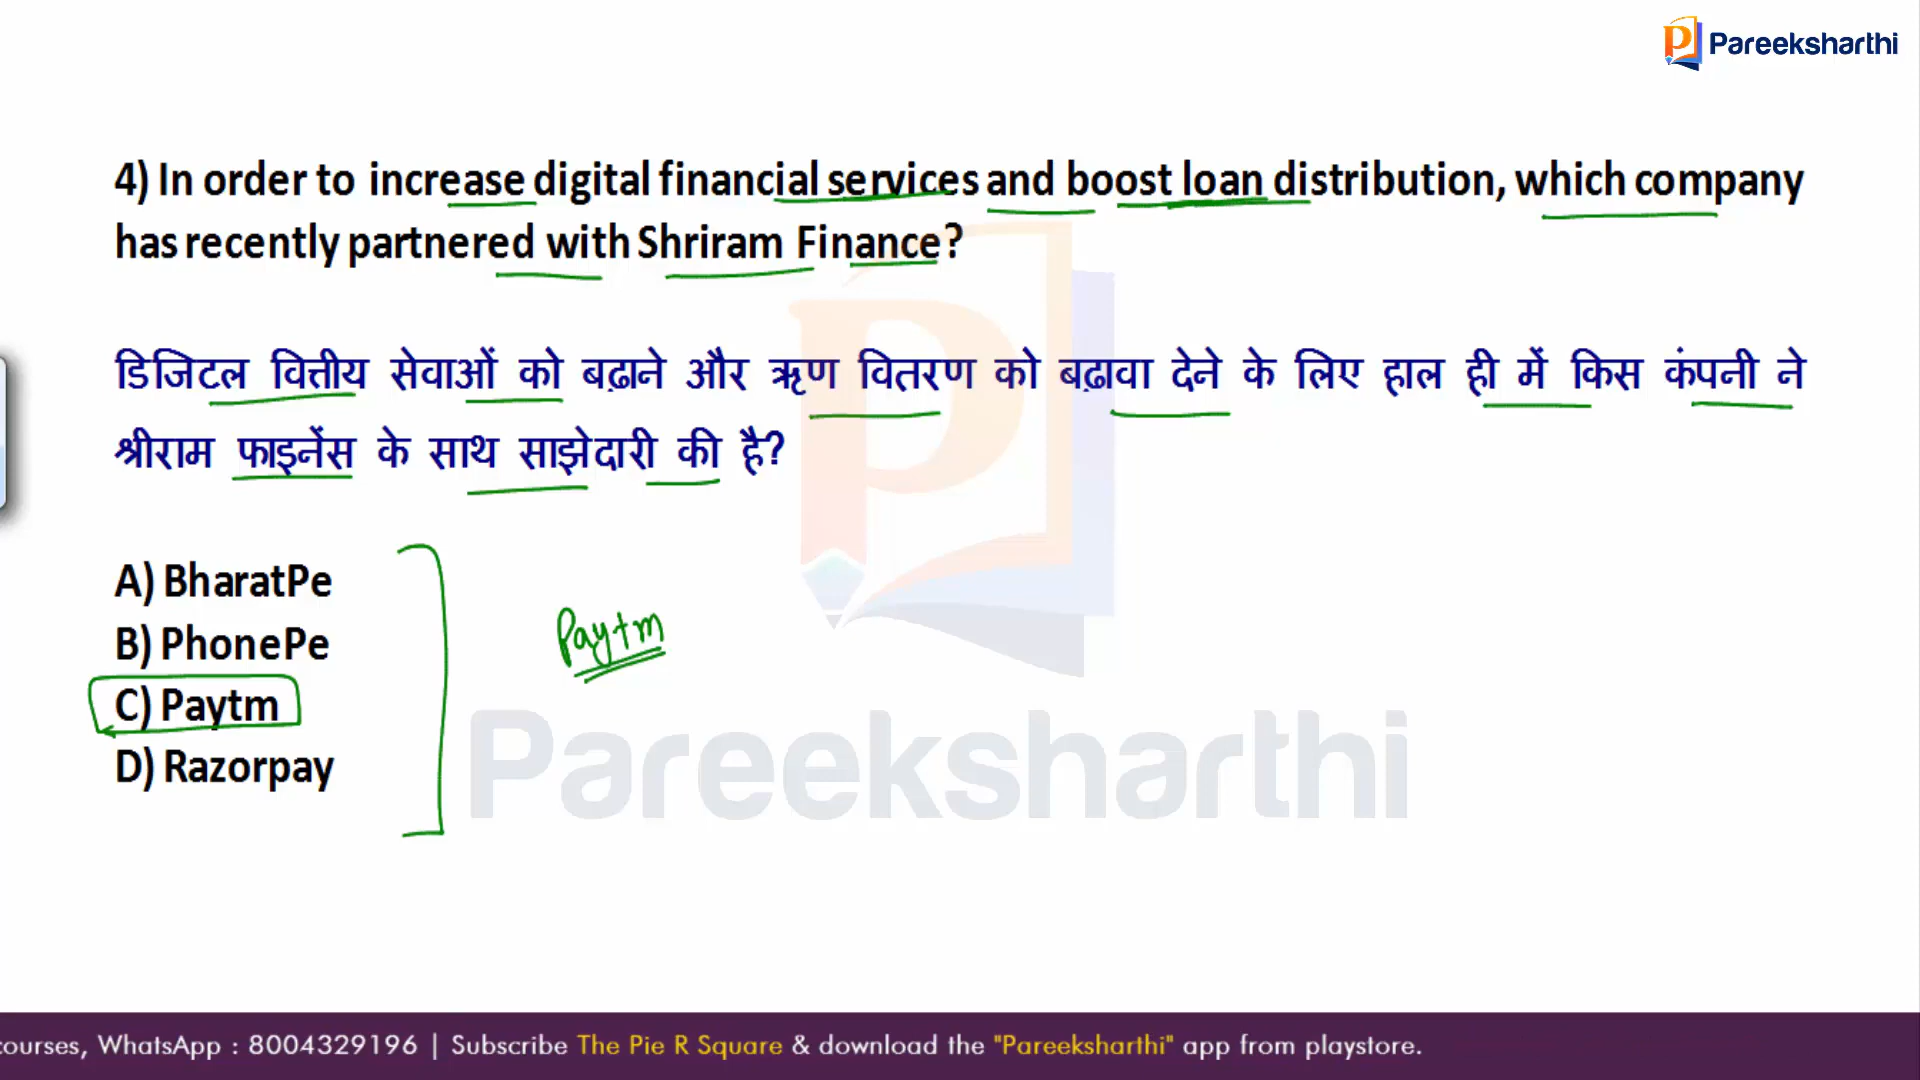 Pareeksharthi
4) In order to increase digital financial services and boost loan distribution, which company
has recently partnered with Shriram Finance?
डिजिटल वित्तीय सेवाओं को बढ़ाने और ऋण वितरण को बढ़ावा देने के लिए हाल ही में किस कंपनी ने
श्रीराम फाइनेंस के साथ साझेदारी की है?
A) BharatPe
B) PhonePe
Paytm
C) Paytm
D) Razorpay
Pareeksharthi
courses, WhatsApp : 8004329196 | Subscribe The Pie R Square & download the "Pareeksharthi" app from playstore.